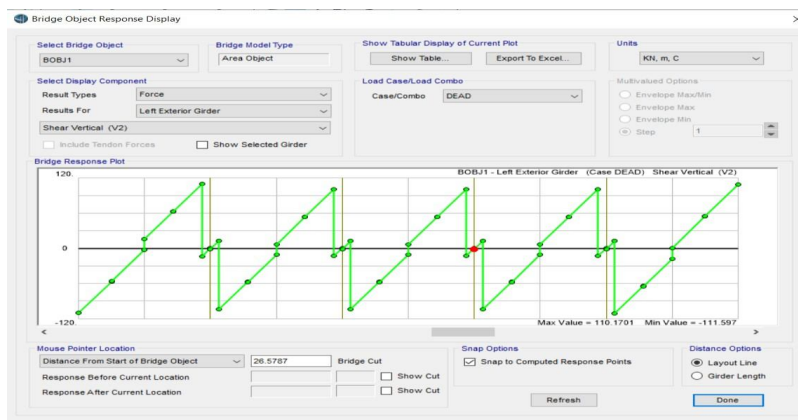 Bridge Object Response Display
Select Bridge Object
BOBJ1
Bridge Model Type
Area Object
Show Tabular Display of Current Plot
Show Table...
Export To Excel...
Units
KN, m, C
Select Display Component
Result Types
Force
Results For
Left Exterior Girder
Shear Vertical (V2)
Include Tendon Forces
Show Selected Girder
Load Case/Load Combo
Case/Combo
DEAD
Multivalued Options
Envelope Max/Min
Envelope Max
Envelope Min
Step
1
Bridge Response Plot
120.
BOBJ1 - Left Exterior Girder (Case DEAD) Shear Vertical (V2)
0
-120.
Max Value = 110.1701 Min Value = -111.597
Mouse Pointer Location
Distance From Start of Bridge Object
26.5787
Bridge Cut
Response Before Current Location
Show Cut
Response After Current Location
Show Cut
Snap Options
Snap to Computed Response Points
Distance Options
Layout Line
Girder Length
Refresh
Done